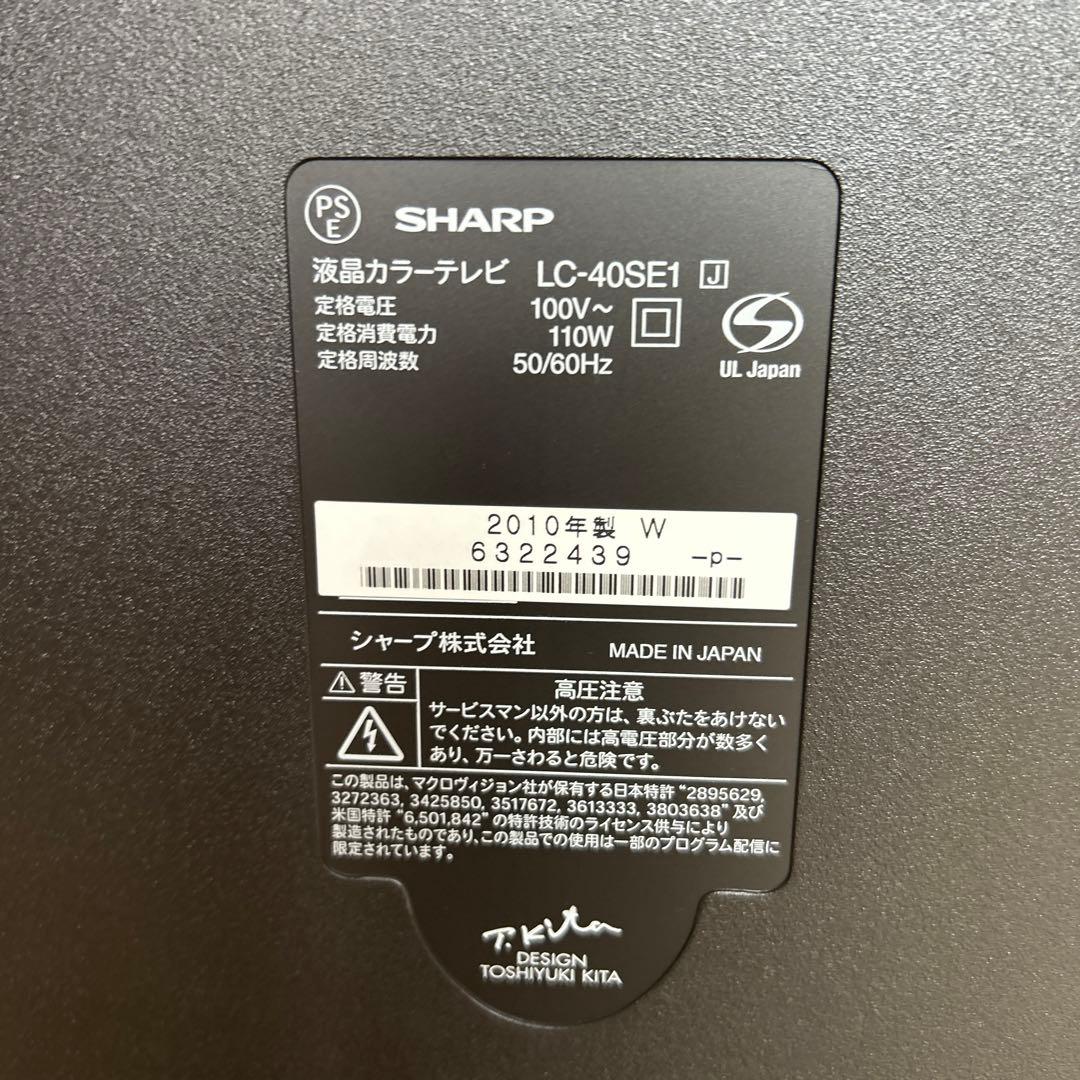 PS
E
SHARP
液晶カラーテレビ LC-40SE1 J
定格電圧 100V～
定格消費電力 110W
定格周波数 50/60Hz
UL Japan
2010年製 W
6322439 -p-
シャープ株式会社 MADE IN JAPAN
⚠警告
高圧注意
サービスマン以外の方は、裏ぶたをあけない
でください。内部には高電圧部分が数多く
あり、万一さわると危険です。
この製品は、マクロヴィジョン社が保有する日本特許“2895629,
3272363, 3425850, 3517672, 3613333, 3803638”及び
米国特許“6,501,842”の特許技術のライセンス供与により
製造されたものであり、この製品での使用は一部のプログラム配信に
限定されています。
T.Kita
DESIGN
TOSHIYUKI KITA